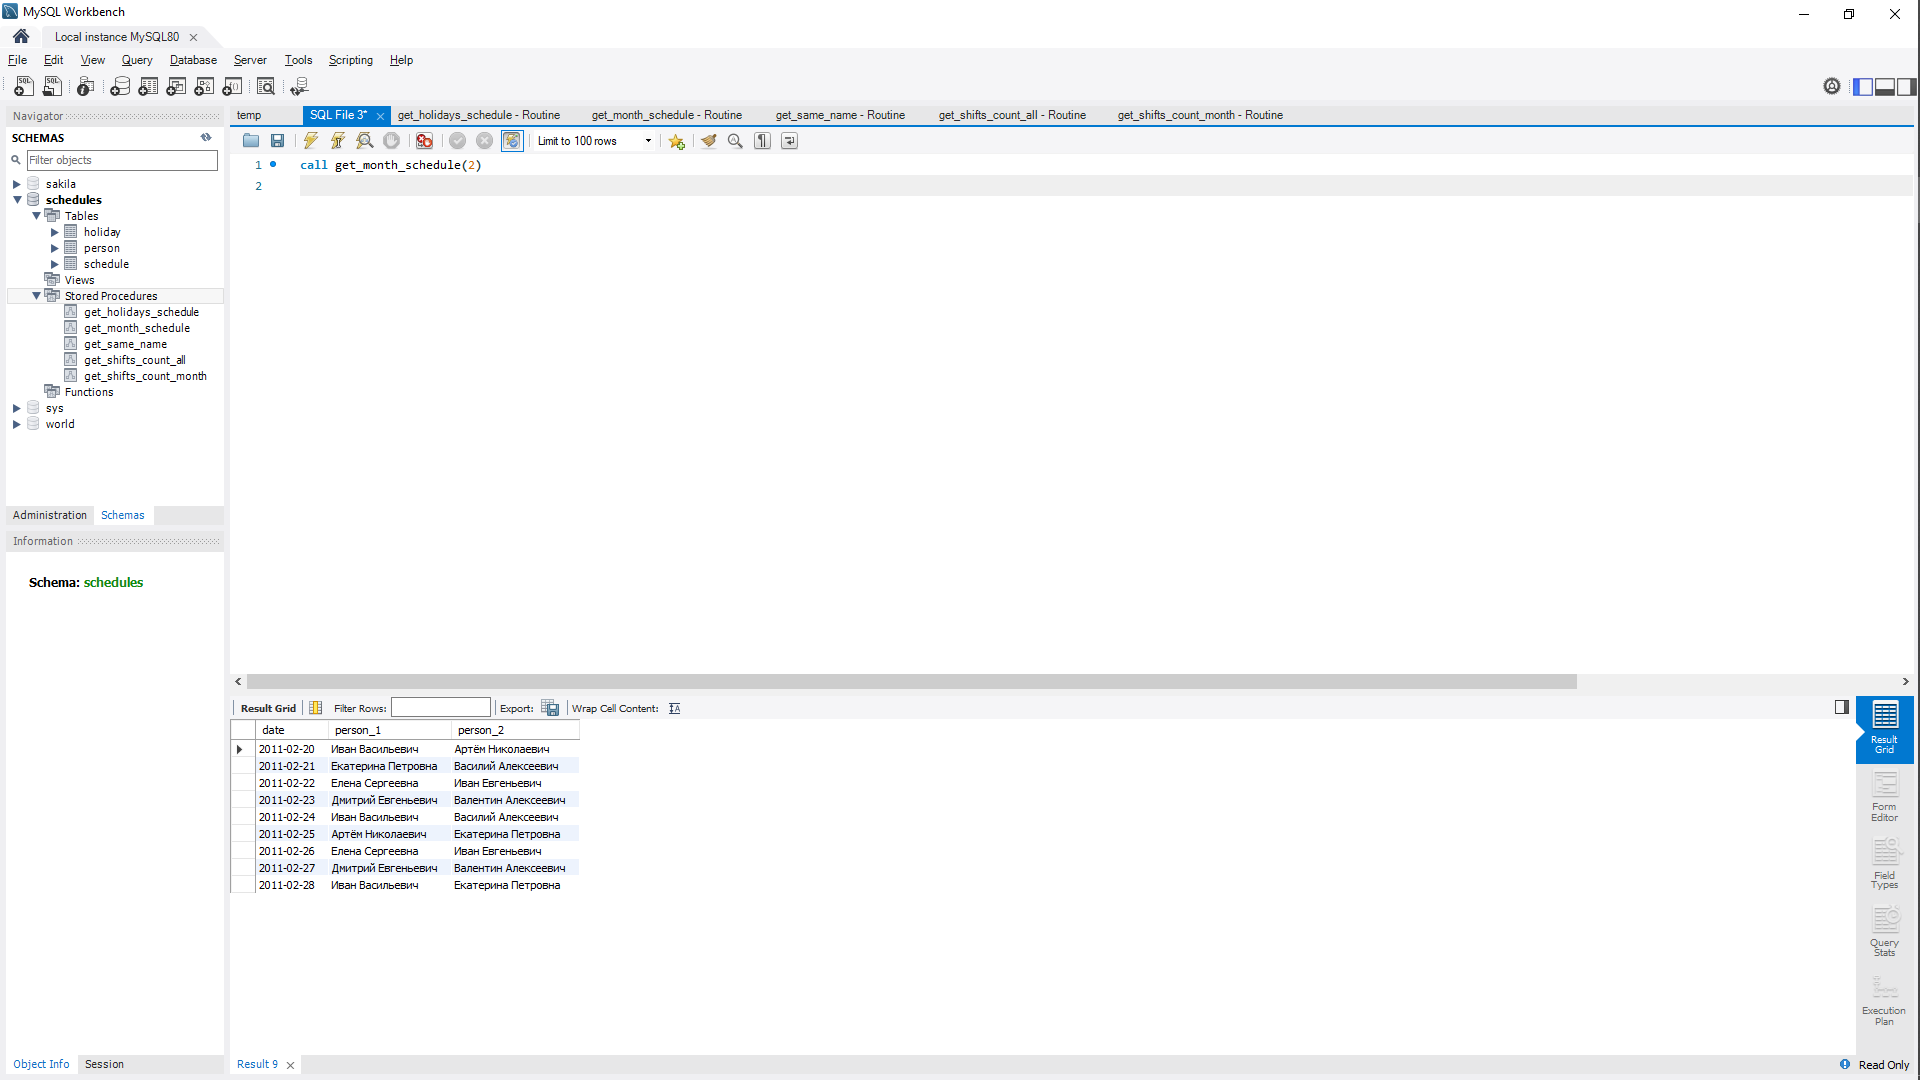 MySQL Workbench
Local instance MySQL80
File Edit View Query Database Server Tools Scripting Help
Navigator
SCHEMAS
Filter objects
sakila
schedules
Tables
holiday
person
schedule
Views
Stored Procedures
get_holidays_schedule
get_month_schedule
get_same_name
get_shifts_count_all
get_shifts_count_month
Functions
sys
world
Administration Schemas
Information
Schema: schedules
Object Info Session
temp SQL File 3* get_holidays_schedule - Routine get_month_schedule - Routine get_same_name - Routine get_shifts_count_all - Routine get_shifts_count_month - Routine
Limit to 100 rows
1 call get_month_schedule(2)
2
Result Grid Filter Rows: Export: Wrap Cell Content:
date person_1 person_2
2011-02-20 Иван Васильевич Артём Николаевич
2011-02-21 Екатерина Петровна Василий Алексеевич
2011-02-22 Елена Сергеевна Иван Евгеньевич
2011-02-23 Дмитрий Евгеньевич Валентин Алексеевич
2011-02-24 Иван Васильевич Василий Алексеевич
2011-02-25 Артём Николаевич Екатерина Петровна
2011-02-26 Елена Сергеевна Иван Евгеньевич
2011-02-27 Дмитрий Евгеньевич Валентин Алексеевич
2011-02-28 Иван Васильевич Екатерина Петровна
Result
Grid
Form
Editor
Field
Types
Query
Stats
Execution
Plan
Result 9
Read Only